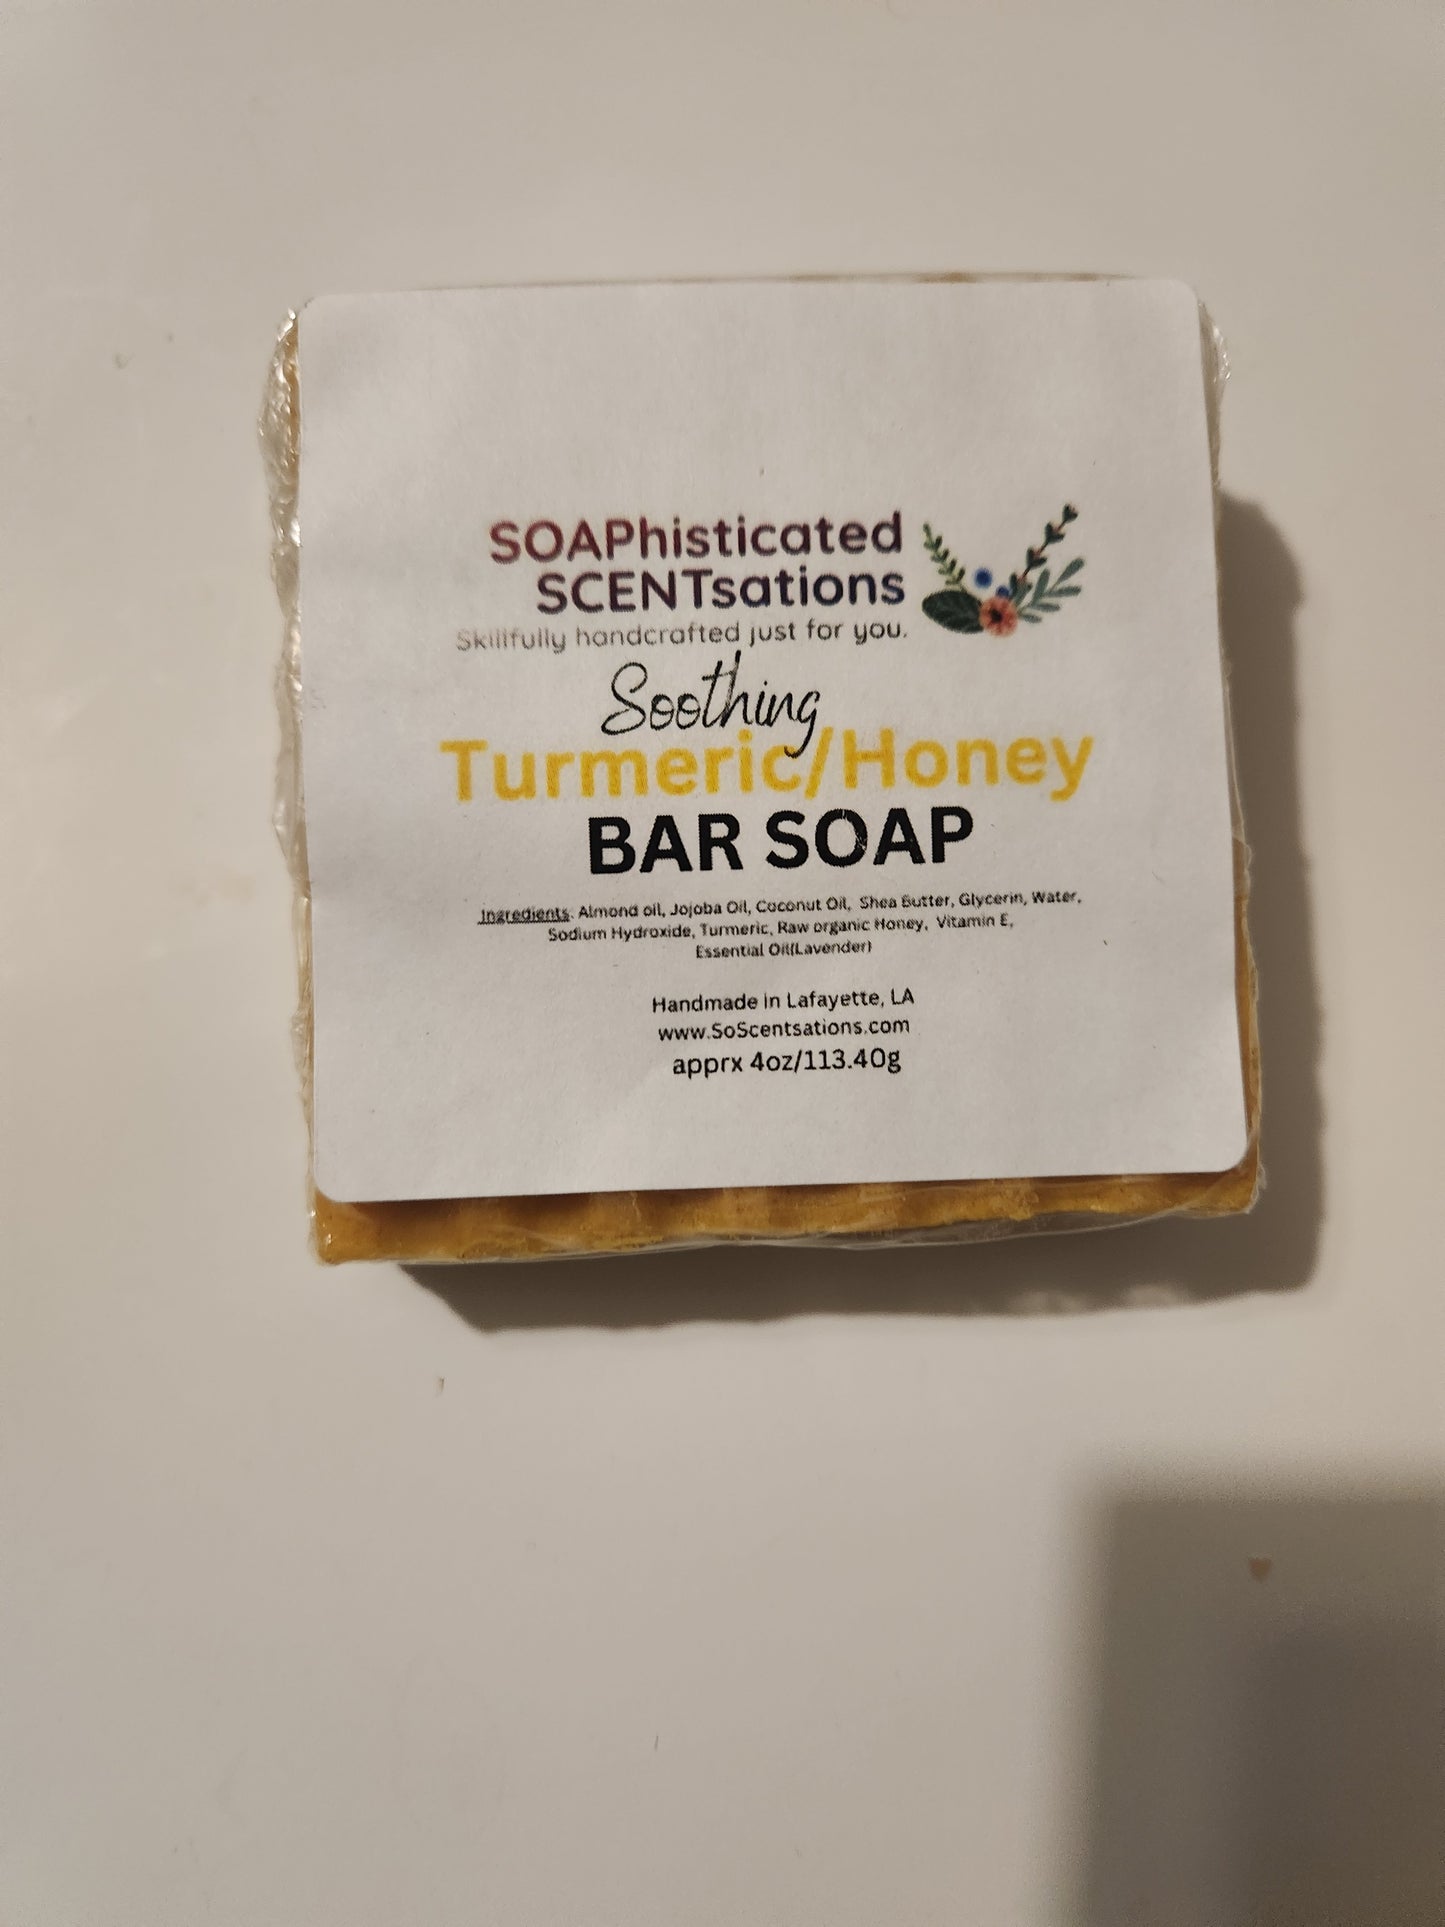 SOAPhisticated
SCENTsations
Skillfully handcrafted just for you.
Soothing
Turmeric/Honey
BAR SOAP
Ingredients: Almond oil, Jojoba Oil, Coconut Oil, Shea Butter, Glycerin, Water,
Sodium Hydroxide, Turmeric, Raw organic Honey, Vitamin E,
Essential Oil(Lavender)
Handmade in Lafayette, LA
www.SoScentsations.com
apprx 4oz/113.40g